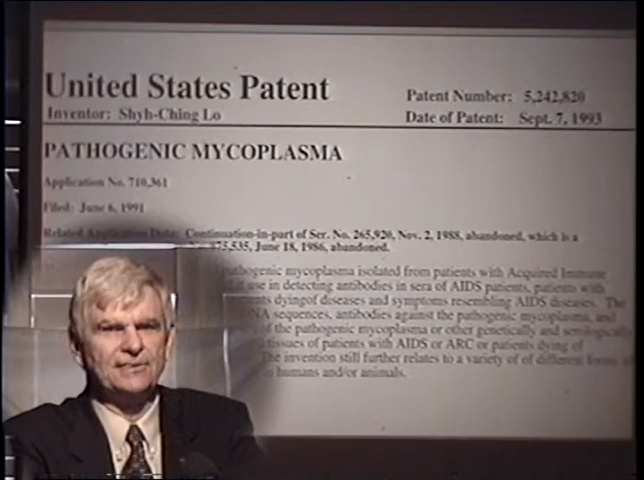 United States Patent
Patent Number: 5,242,820
Inventor: Shyh-Ching Lo
Date of Patent: Sept. 7, 1993
PATHOGENIC MYCOPLASMA
Application No. 710,361
Filed: June 6, 1991
Related Application Data: Continuation-in-part of Ser. No. 265,920, Nov. 2, 1988, abandoned, which is a
No. 875,535, June 18, 1986, abandoned.
pathogenic mycoplasma isolated from patients with Acquired Immune
use in detecting antibodies in sera of AIDS patients, patients with
dying of diseases and symptoms resembling AIDS diseases. The
sequences, antibodies against the pathogenic mycoplasma, and
of the pathogenic mycoplasma or other genetically and serologically
tissues of patients with AIDS or ARC or patients dying of
The invention still further relates to a variety of of different forms of
humans and/or animals.